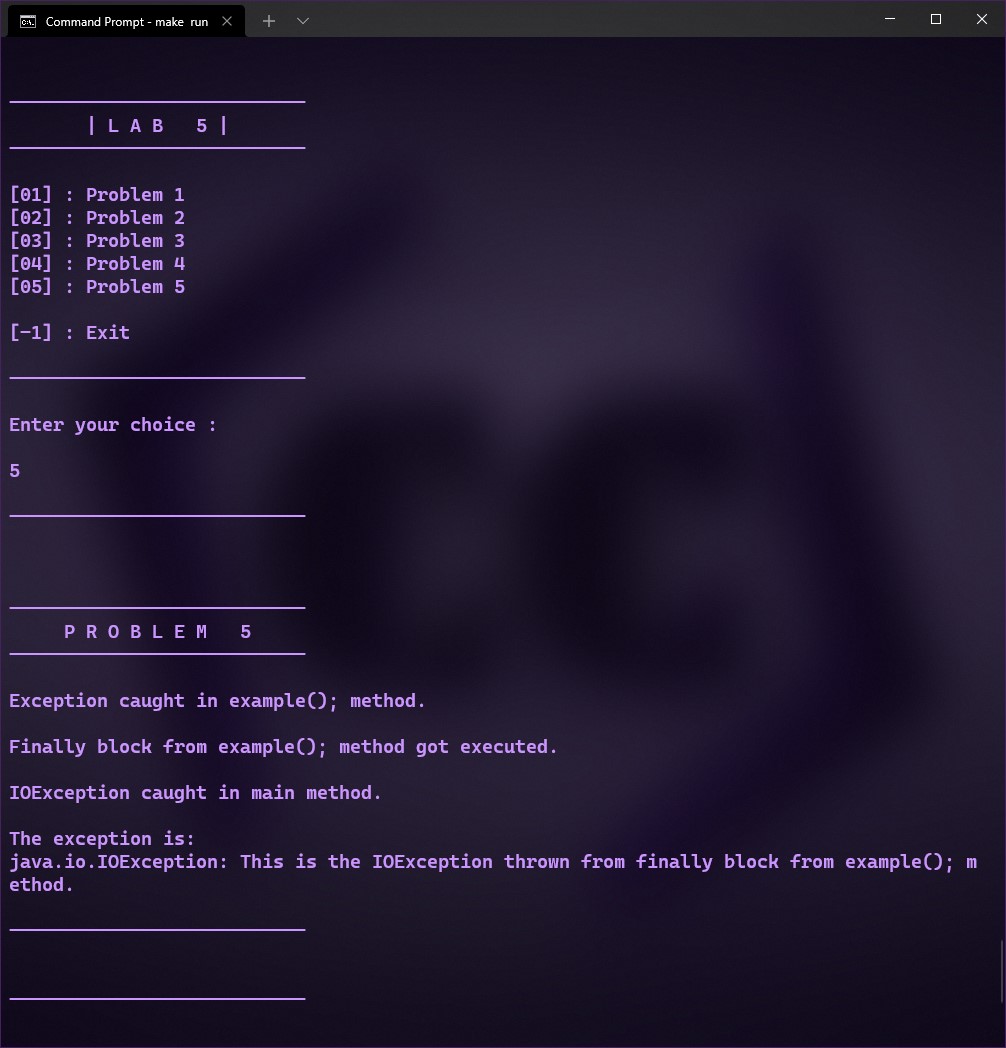 Command Prompt - make  run
| L A B   5 |
[01] : Problem 1
[02] : Problem 2
[03] : Problem 3
[04] : Problem 4
[05] : Problem 5
[-1] : Exit
Enter your choice :
5
P R O B L E M   5
Exception caught in example(); method.
Finally block from example(); method got executed.
IOException caught in main method.
The exception is:
java.io.IOException: This is the IOException thrown from finally block from example(); m
ethod.